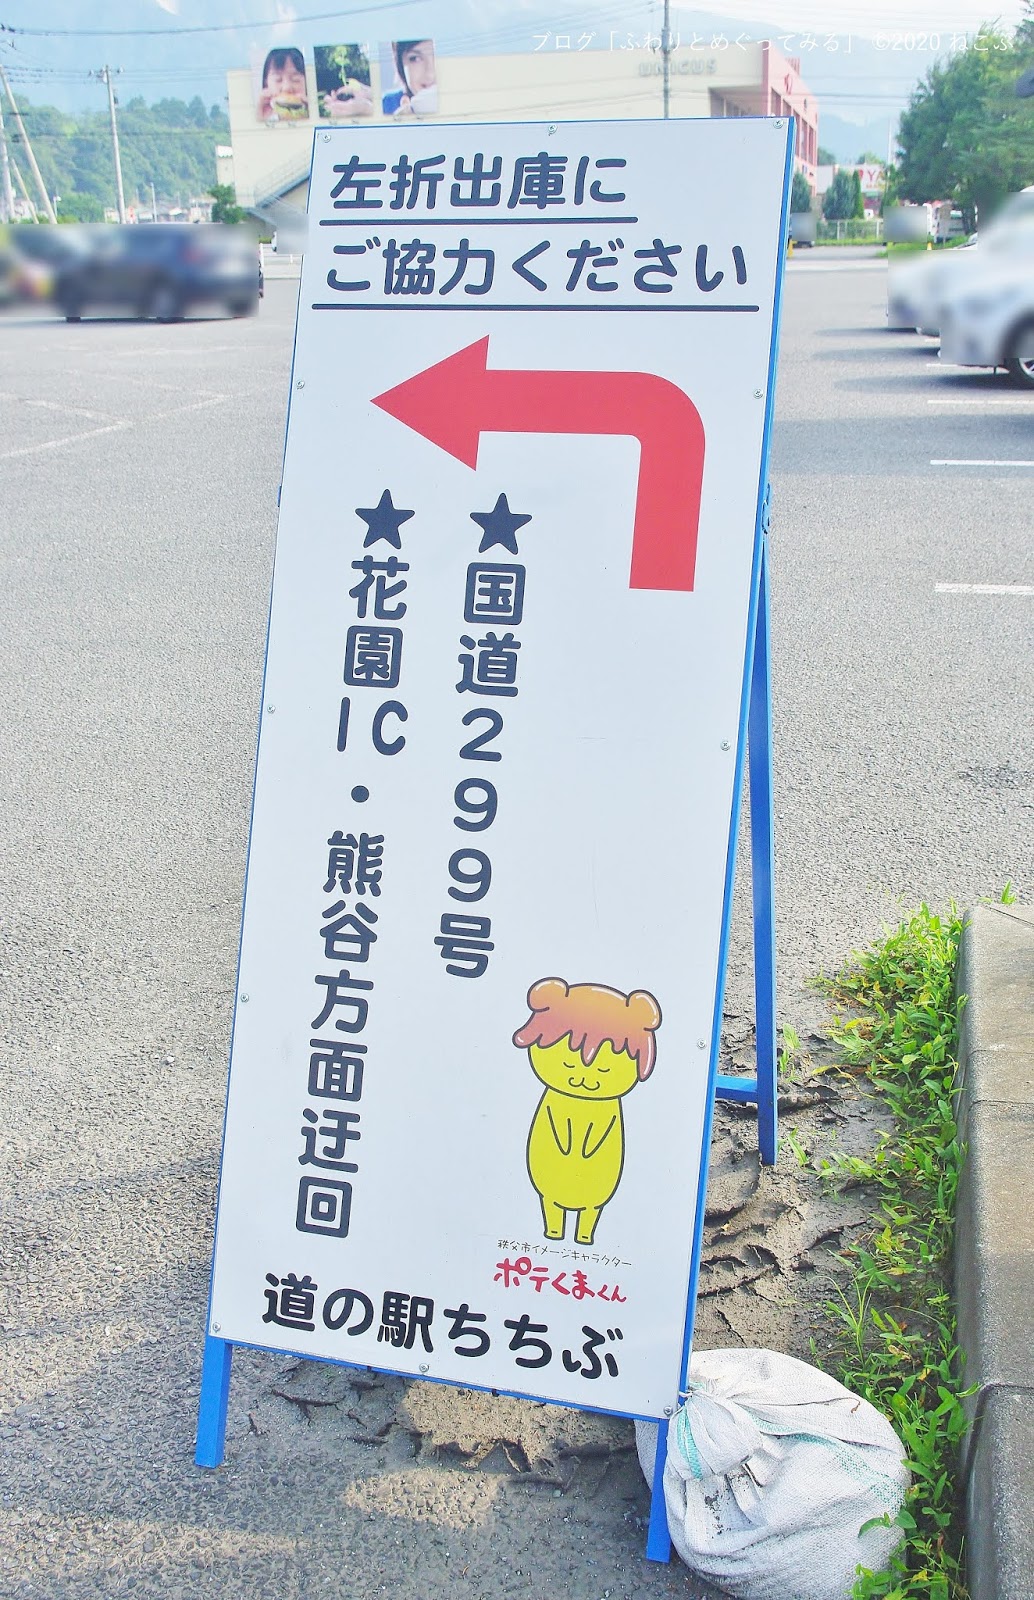 ブログ「ふわりとめぐってみる」 ©2020 ねこぶ
UNICUS
左折出庫に
ご協力ください
★国道299号
★花園IC・熊谷方面迂回
秩父市イメージキャラクター
ポテくまくん
道の駅ちちぶ